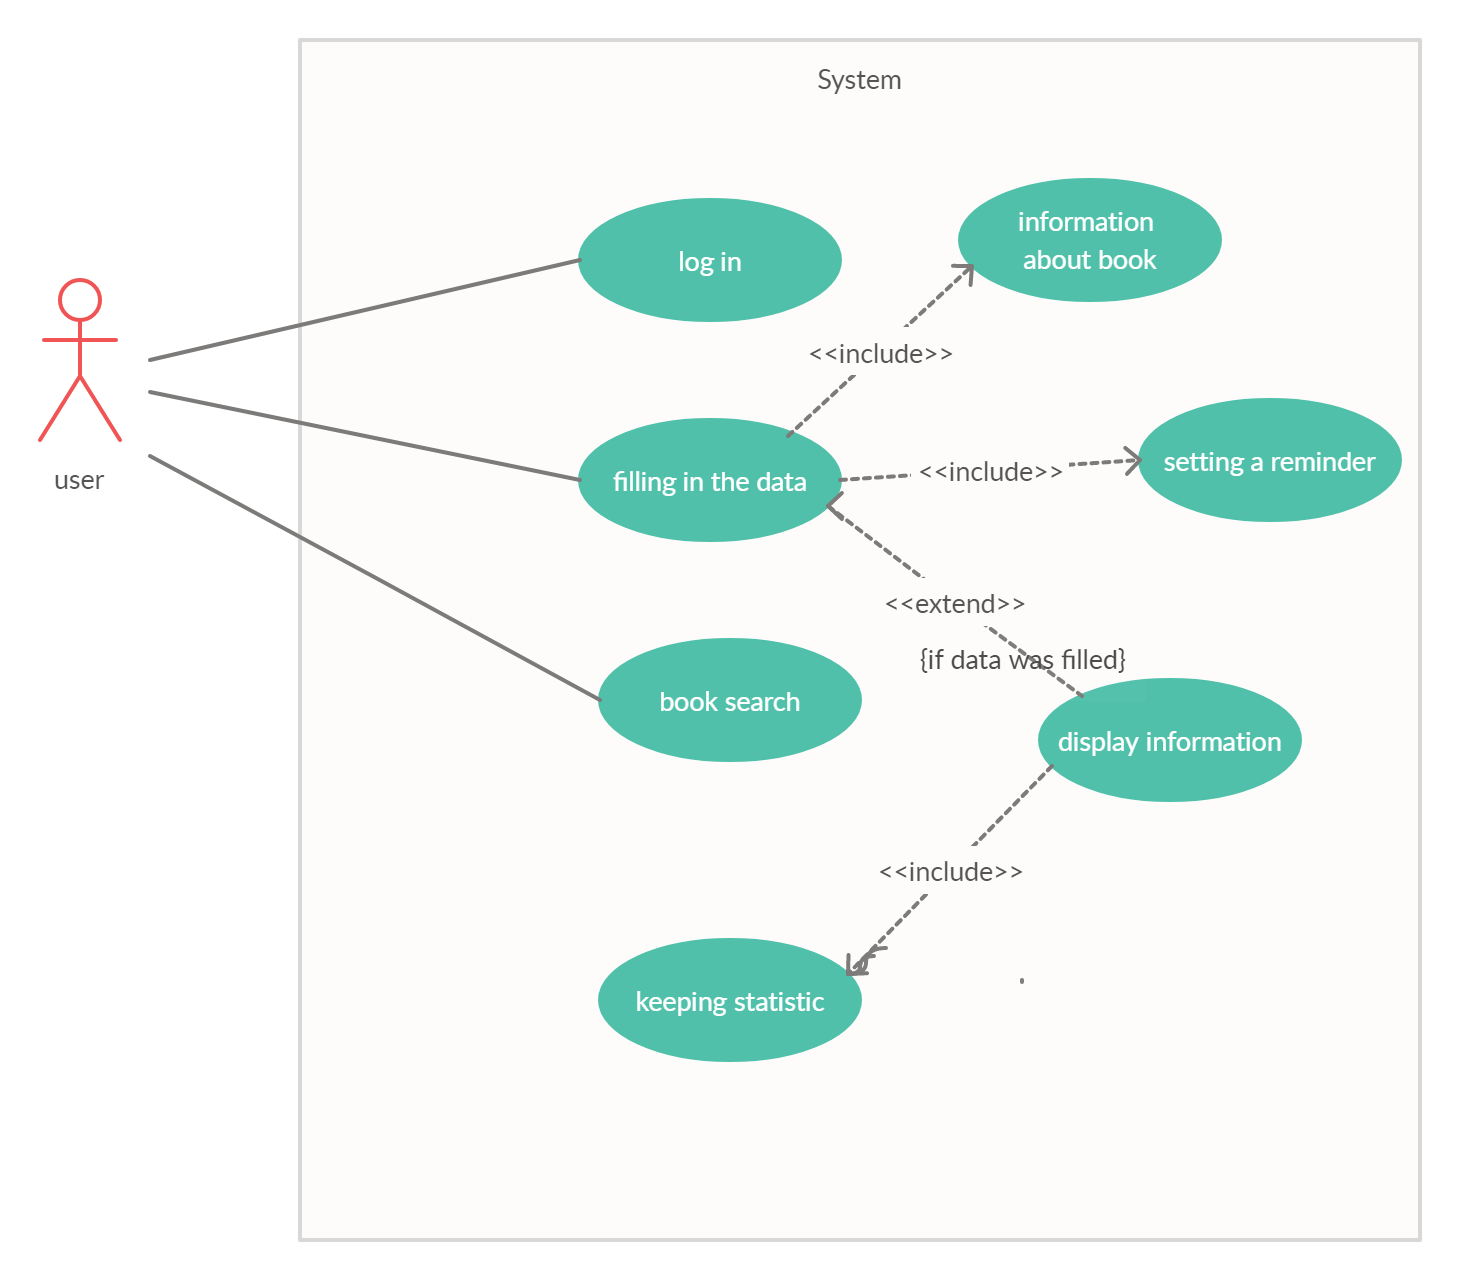 System
information
about book
log in
<<include>>
setting a reminder
<<include>>
filling in the data
user
<<extend>>
{if data was filled}
book search
display information
<<include>>
keeping statistic